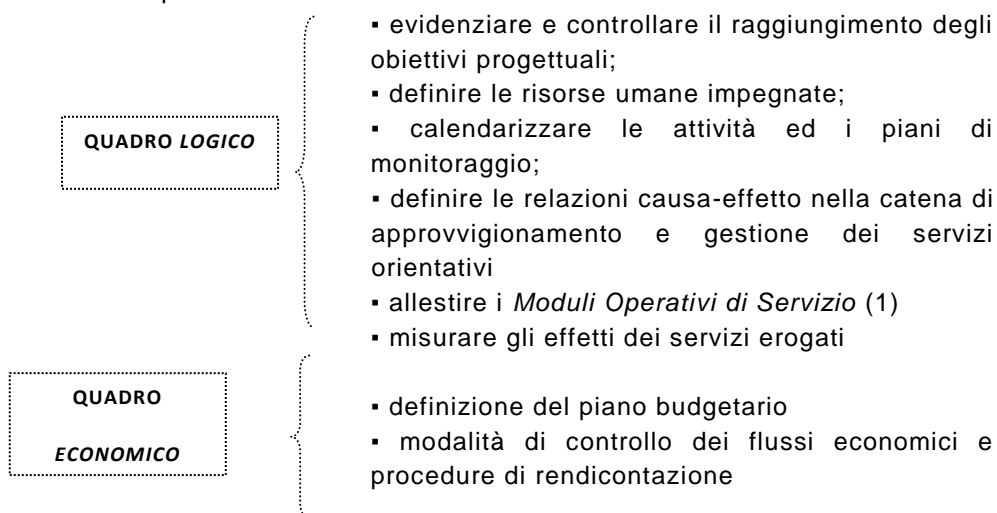 ▪ evidenziare e controllare il raggiungimento degli
obiettivi progettuali;
▪ definire le risorse umane impegnate;
▪ calendarizzare le attività ed i piani di
monitoraggio;
▪ definire le relazioni causa-effetto nella catena di
approvvigionamento e gestione dei servizi
orientativi
▪ allestire i Moduli Operativi di Servizio (1)
▪ misurare gli effetti dei servizi erogati
QUADRO LOGICO
QUADRO
ECONOMICO
▪ definizione del piano budgetario
▪ modalità di controllo dei flussi economici e
procedure di rendicontazione